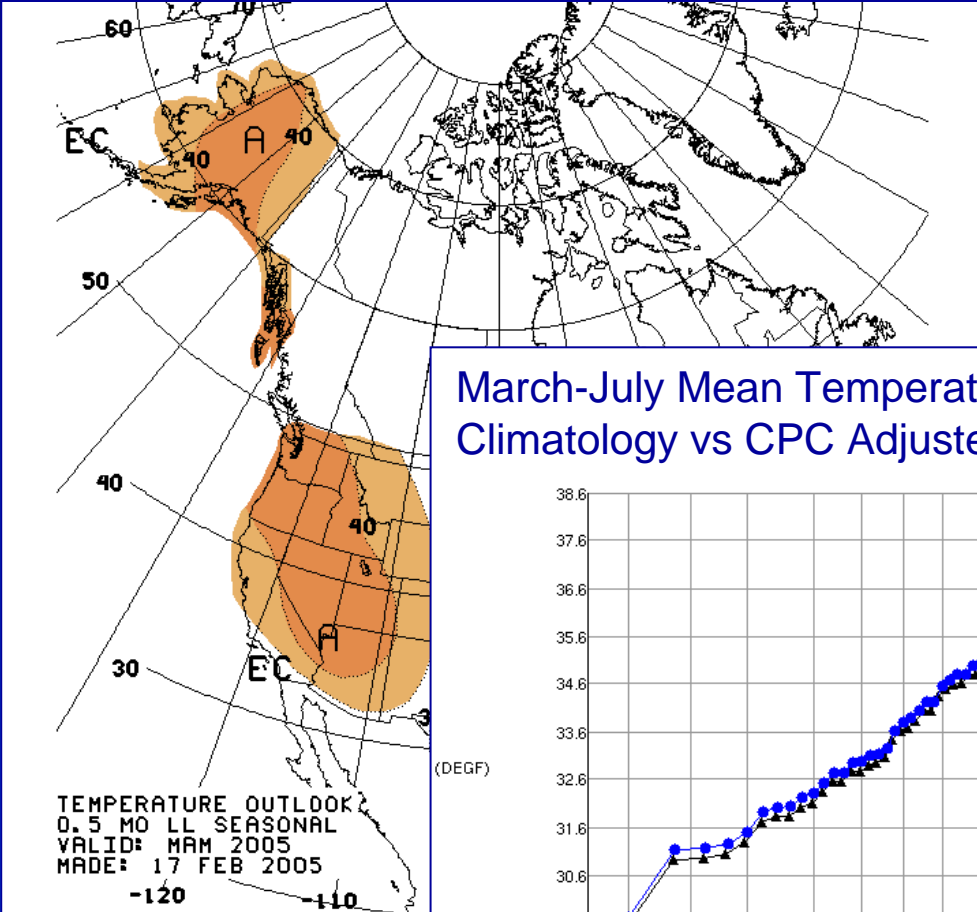 70
60
EC
A
40
40
50
March-July Mean Temperat
Climatology vs CPC Adjuste
40
40
38.6
37.6
36.6
35.6
A
EC
30
34.6
3
33.6
(DEGF)
32.6
TEMPERATURE OUTLOOK
0.5 MO LL SEASONAL
VALID: MAM 2005
MADE: 17 FEB 2005
31.6
30.6
-120
-110